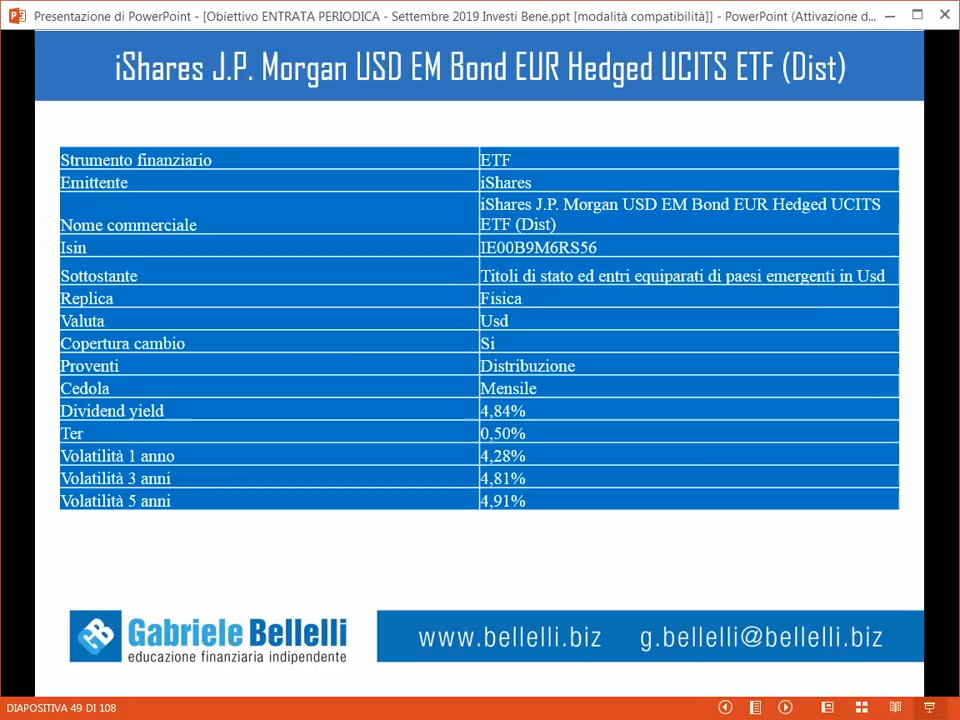 Presentazione di PowerPoint - [Obiettivo ENTRATA PERIODICA - Settembre 2019 Investi Bene.ppt [modalità compatibilità]] - PowerPoint (Attivazione d...
iShares J.P. Morgan USD EM Bond EUR Hedged UCITS ETF (Dist)
Strumento finanziario ETF
Emittente iShares
Nome commerciale iShares J.P. Morgan USD EM Bond EUR Hedged UCITS
ETF (Dist)
Isin IE00B9M6RS56
Sottostante Titoli di stato ed entri equiparati di paesi emergenti in Usd
Replica Fisica
Valuta Usd
Copertura cambio Si
Proventi Distribuzione
Cedola Mensile
Dividend yield 4,84%
Ter 0,50%
Volatilità 1 anno 4,28%
Volatilità 3 anni 4,81%
Volatilità 5 anni 4,91%
Gabriele Bellelli
educazione finanziaria indipendente
www.bellelli.biz g.bellelli@bellelli.biz
DIAPOSITIVA 49 DI 108